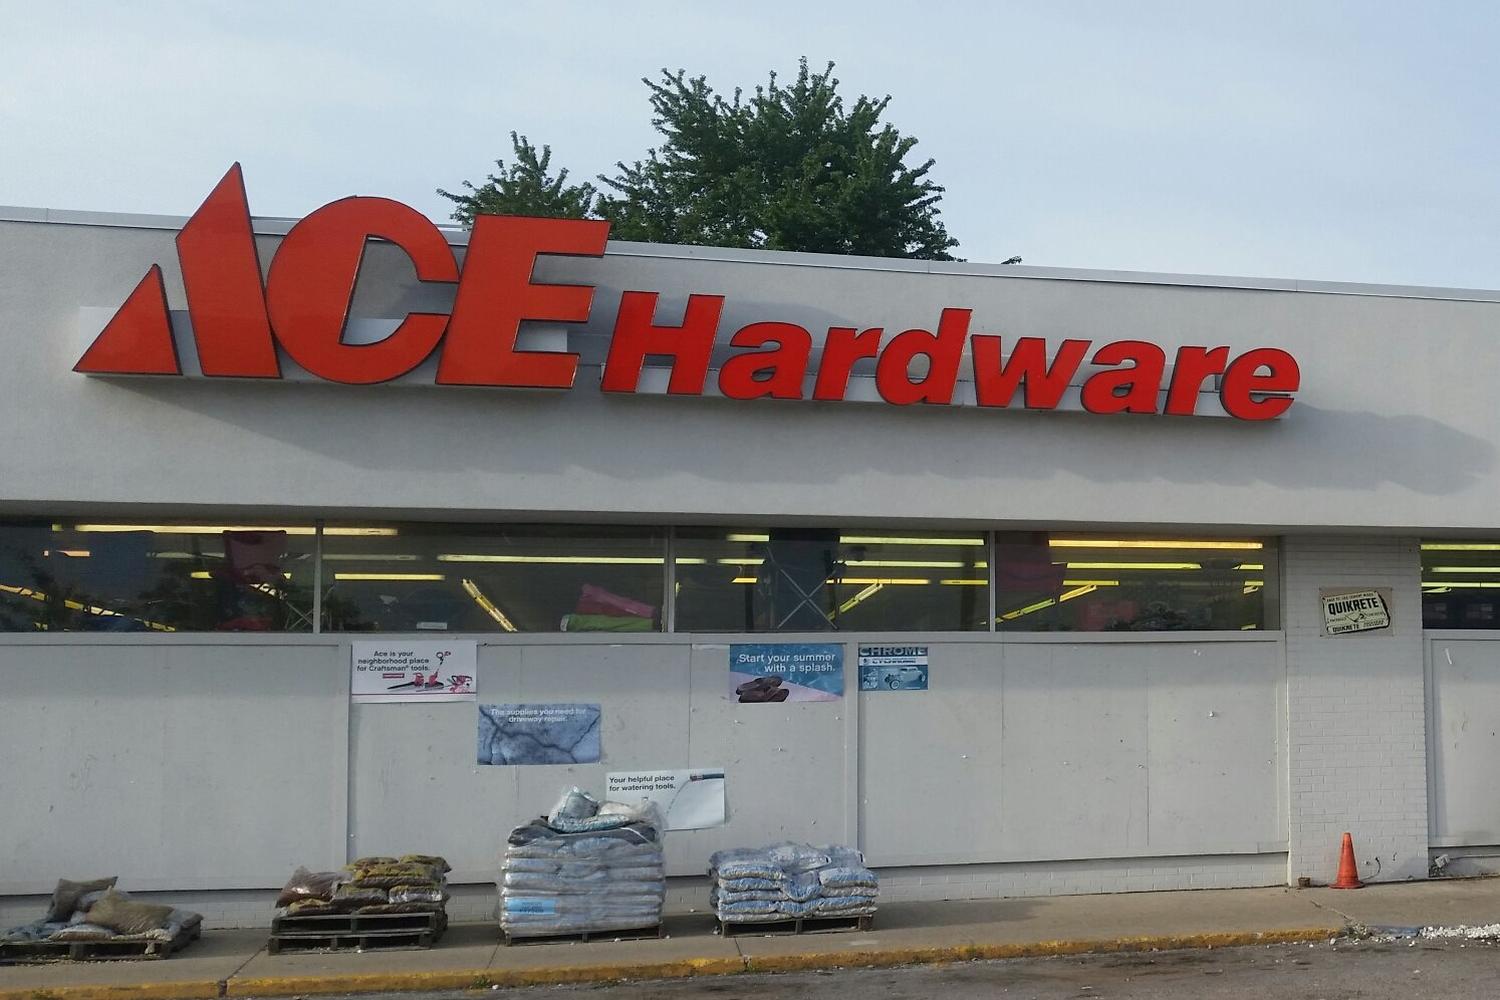 ACE Hardware
Ace is your
neighborhood place
for Craftsman® tools.
The supplies you need for
driveway repair.
Start your summer
with a splash.
CHROME
QUIKRETE
QUIKRETE
Your helpful place
for watering tools.